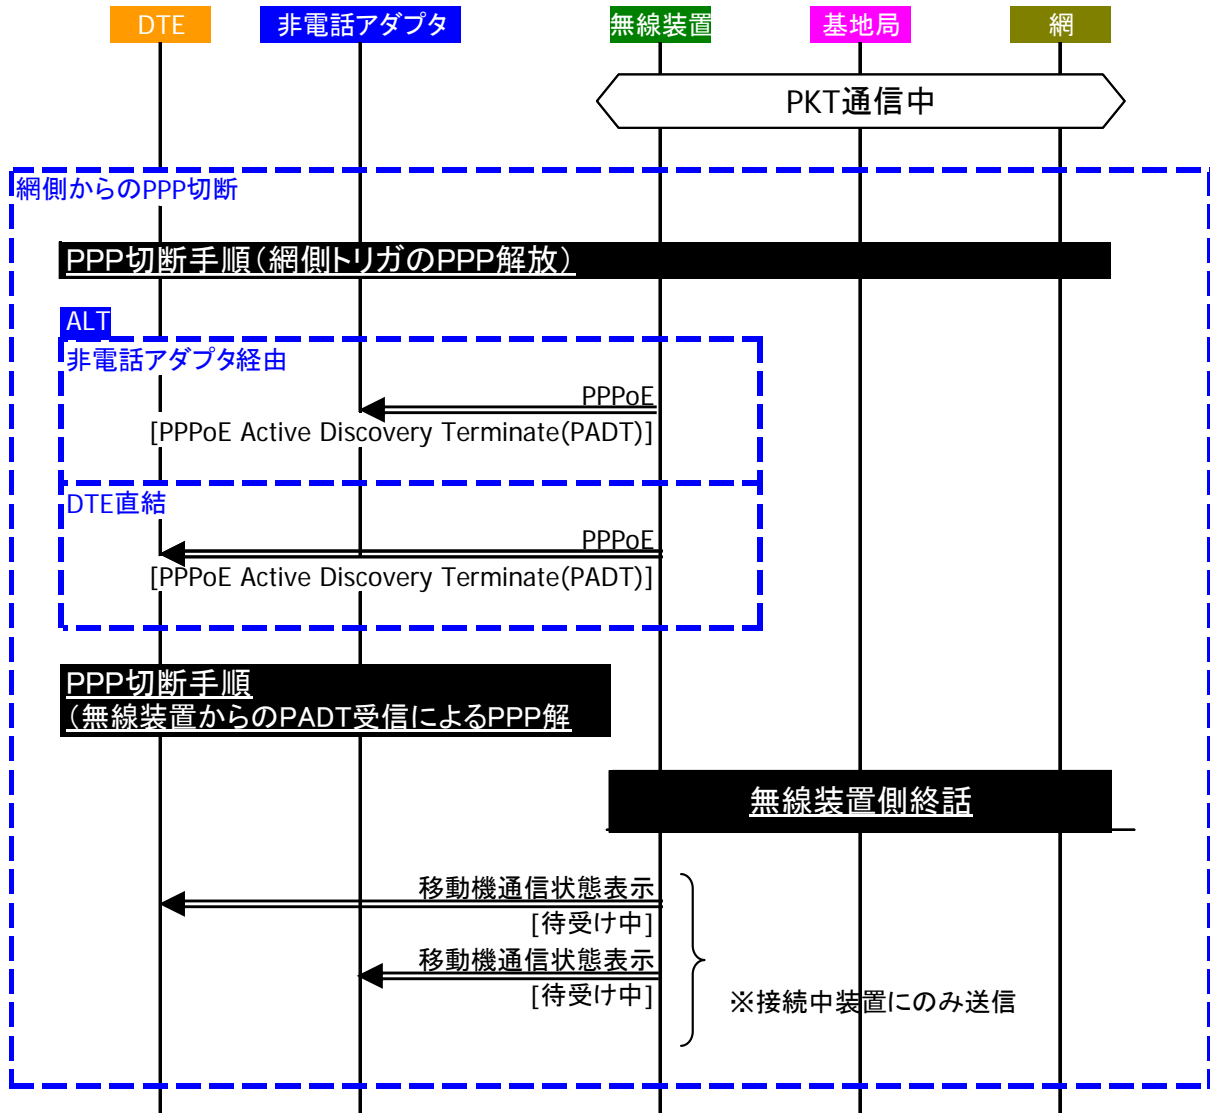 DTE
非電話アダプタ
無線装置
基地局
網
PKT通信中
網側からのPPP切断
PPP切断手順(網側トリガのPPP解放)
ALT
非電話アダプタ経由
PPPoE
[PPPoE Active Discovery Terminate(PADT)]
DTE直結
PPPoE
[PPPoE Active Discovery Terminate(PADT)]
PPP切断手順
(無線装置からのPADT受信によるPPP解
無線装置側終話
移動機通信状態表示
[待受け中]
移動機通信状態表示
[待受け中]
※接続中装置にのみ送信